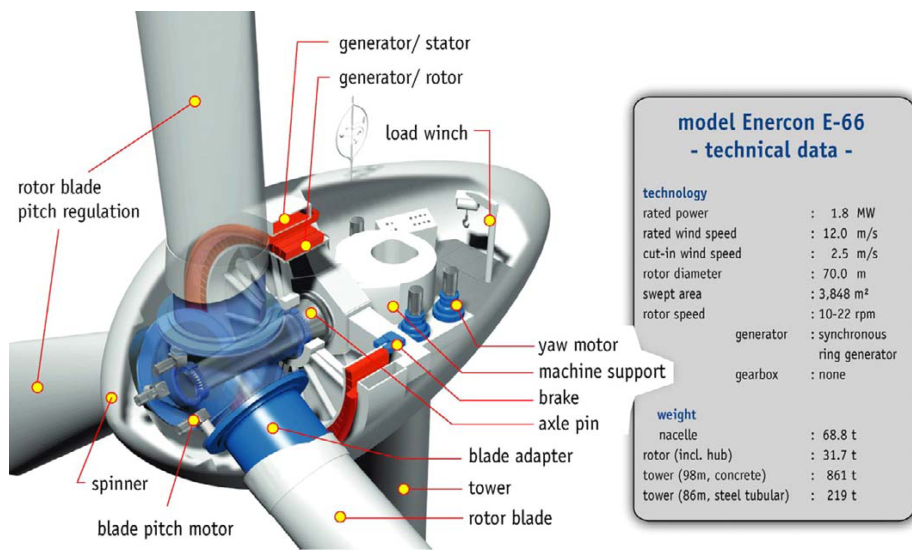 generator/ stator
generator/ rotor
load winch
rotor blade
pitch regulation
yaw motor
machine support
brake
axle pin
blade adapter
tower
rotor blade
spinner
blade pitch motor
model Enercon E-66
- technical data -
technology
rated power : 1.8 MW
rated wind speed : 12.0 m/s
cut-in wind speed : 2.5 m/s
rotor diameter : 70.0 m
swept area : 3,848 m²
rotor speed : 10-22 rpm
generator : synchronous
ring generator
gearbox : none
weight
nacelle : 68.8 t
rotor (incl. hub) : 31.7 t
tower (98m, concrete) : 861 t
tower (86m, steel tubular) : 219 t